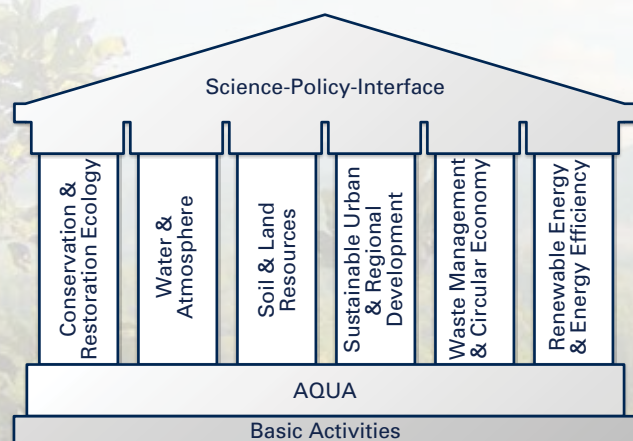 Science-Policy-Interface
Conservation &
Restoration Ecology
Water &
Atmosphere
Soil & Land
Resources
Sustainable Urban
& Regional
Development
Waste Management
& Circular Economy
Renewable Energy
& Energy Efficiency
AQUA
Basic Activities